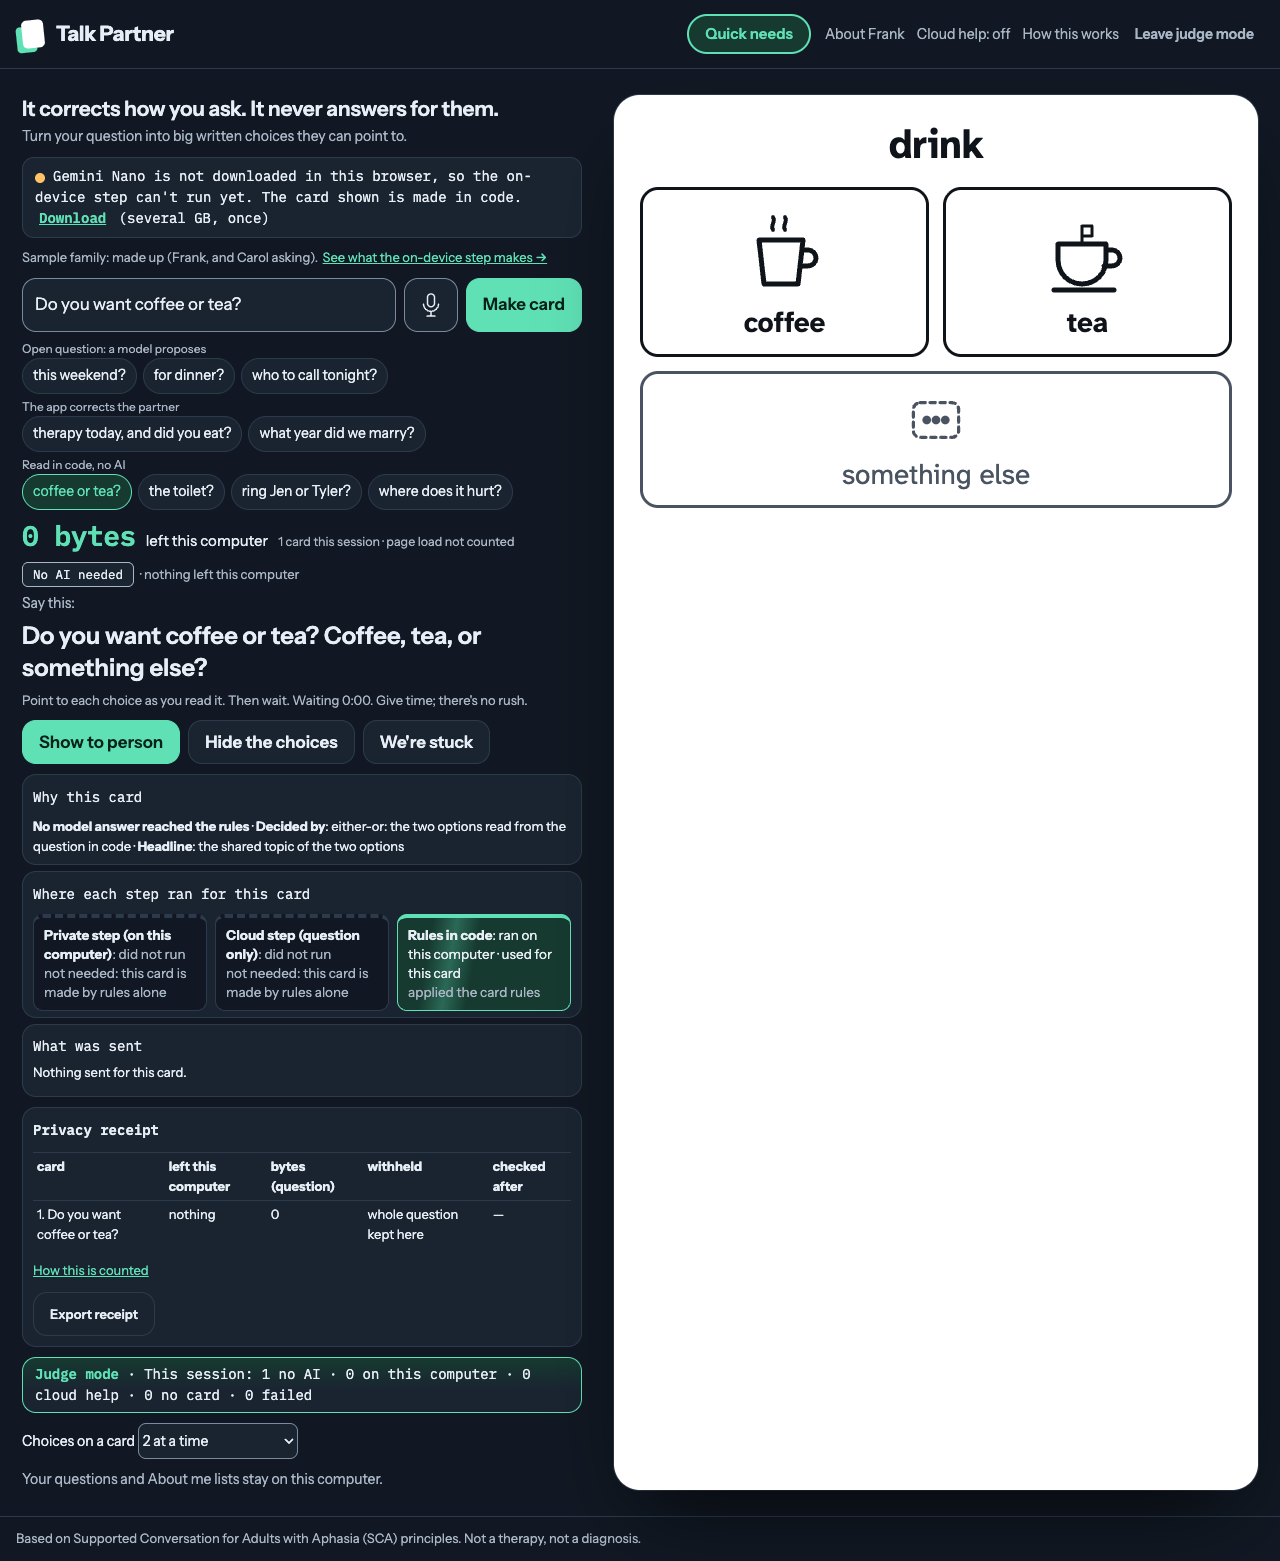 Talk Partner
Quick needs
About Frank
Cloud help: off
How this works
Leave judge mode
It corrects how you ask. It never answers for them.
Turn your question into big written choices they can point to.
Gemini Nano is not downloaded in this browser, so the on-
device step can't run yet. The card shown is made in code.
Download (several GB, once)
Sample family: made up (Frank, and Carol asking). See what the on-device step makes →
Do you want coffee or tea?
Make card
Open question: a model proposes
this weekend?
for dinner?
who to call tonight?
The app corrects the partner
therapy today, and did you eat?
what year did we marry?
Read in code, no AI
coffee or tea?
the toilet?
ring Jen or Tyler?
where does it hurt?
0 bytes left this computer 1 card this session · page load not counted
No AI needed · nothing left this computer
Say this:
Do you want coffee or tea? Coffee, tea, or
something else?
Point to each choice as you read it. Then wait. Waiting 0:00. Give time; there's no rush.
Show to person
Hide the choices
We're stuck
Why this card
No model answer reached the rules · Decided by: either-or: the two options read from the
question in code · Headline: the shared topic of the two options
Where each step ran for this card
Private step (on this
computer): did not run
not needed: this card is
made by rules alone
Cloud step (question
only): did not run
not needed: this card is
made by rules alone
Rules in code: ran on
this computer · used for
this card
applied the card rules
What was sent
Nothing sent for this card.
Privacy receipt
card
left this
computer
bytes
(question)
withheld
checked
after
1. Do you want
coffee or tea?
nothing
0
whole question
kept here
—
How this is counted
Export receipt
Judge mode · This session: 1 no AI · 0 on this computer · 0
cloud help · 0 no card · 0 failed
Choices on a card 2 at a time
Your questions and About me lists stay on this computer.
drink
coffee
tea
something else
Based on Supported Conversation for Adults with Aphasia (SCA) principles. Not a therapy, not a diagnosis.